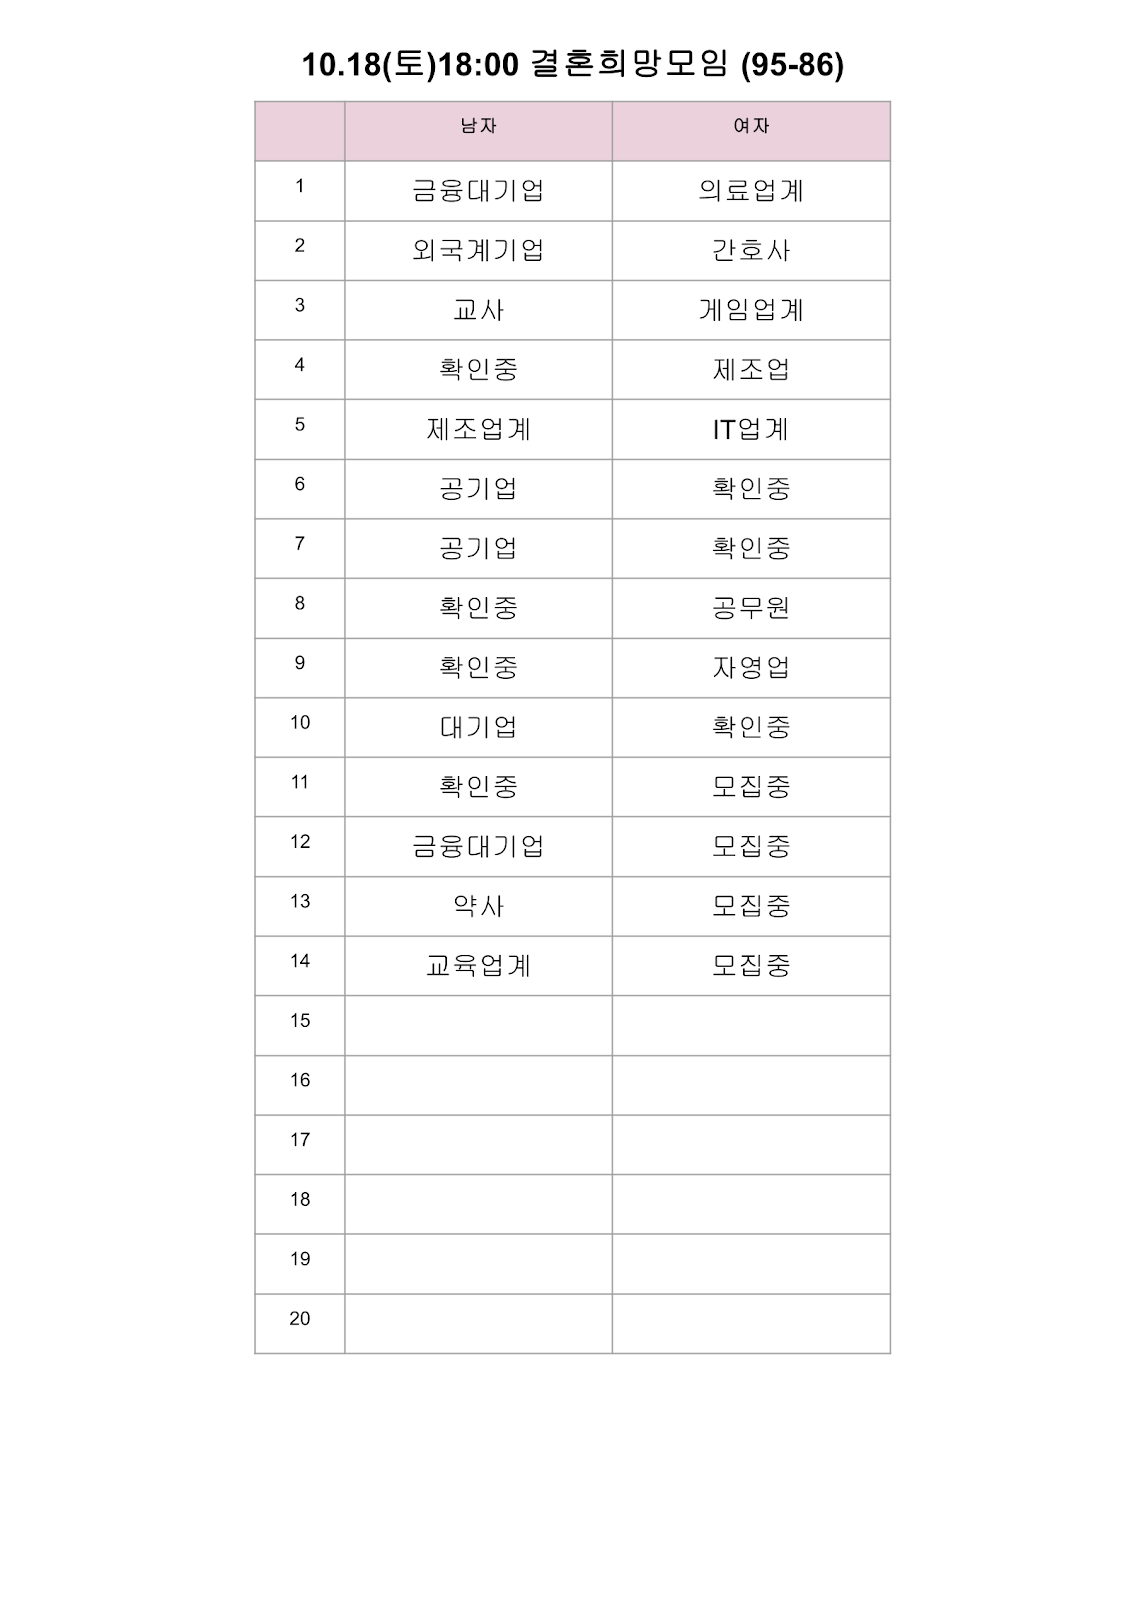 10.18(토)18:00 결혼희망모임 (95-86)
남자 여자
1 금융대기업 의료업계
2 외국계기업 간호사
3 교사 게임업계
4 확인중 제조업
5 제조업계 IT업계
6 공기업 확인중
7 공기업 확인중
8 확인중 공무원
9 확인중 자영업
10 대기업 확인중
11 확인중 모집중
12 금융대기업 모집중
13 약사 모집중
14 교육업계 모집중
15
16
17
18
19
20